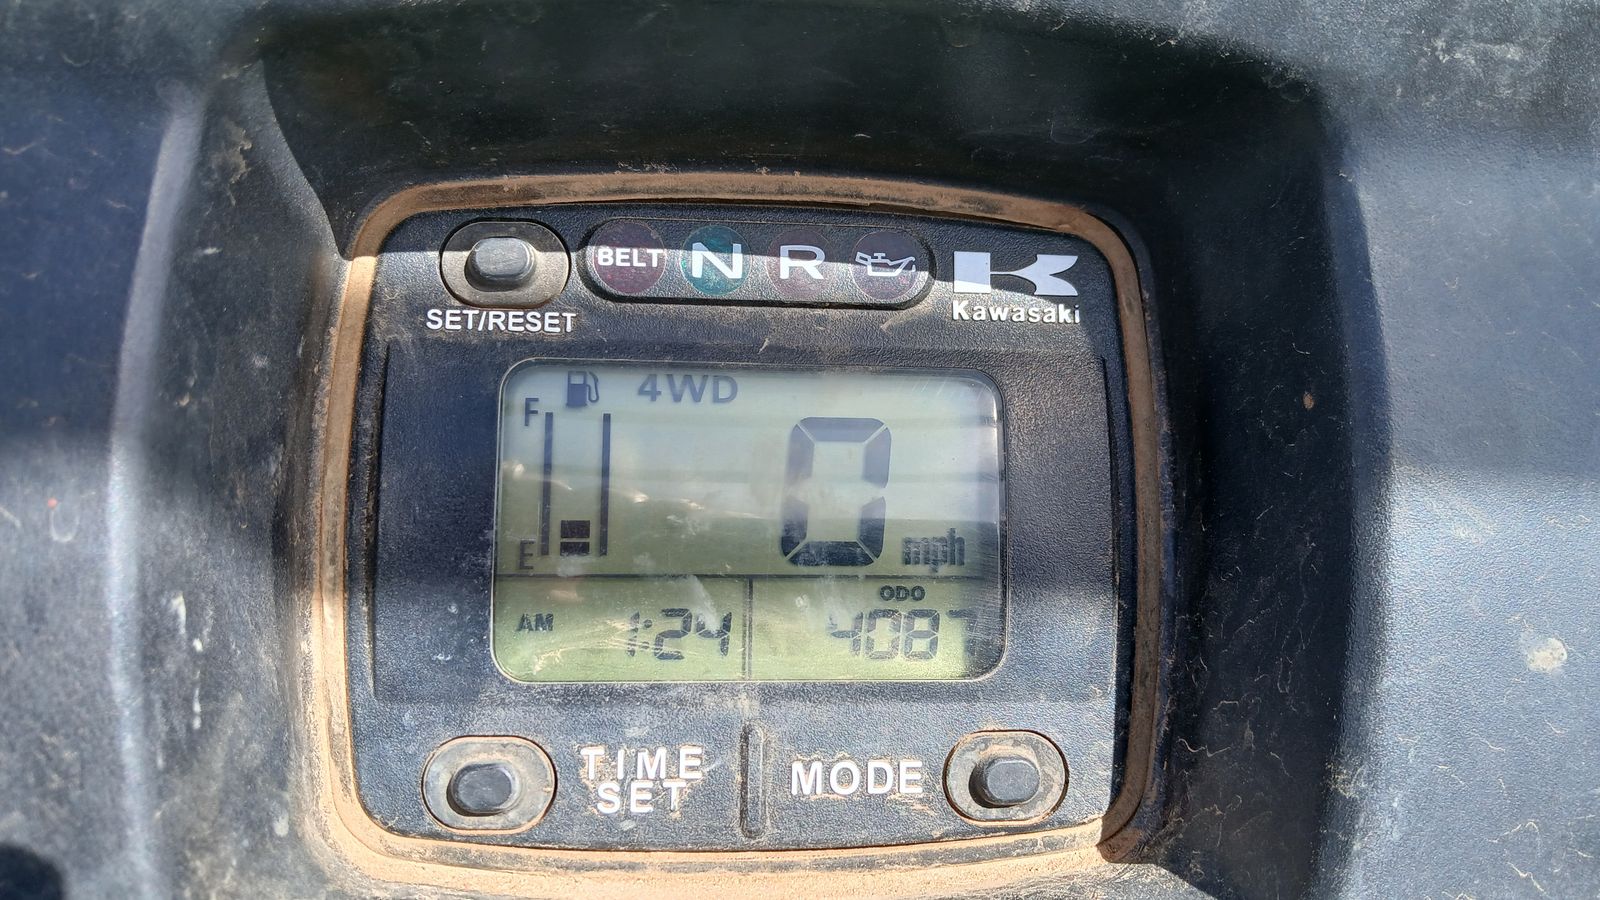 BELT N R
Kawasaki
SET/RESET
4WD
F
0
mph
E
ODO
AM 1:24 4087
TIME
SET
MODE